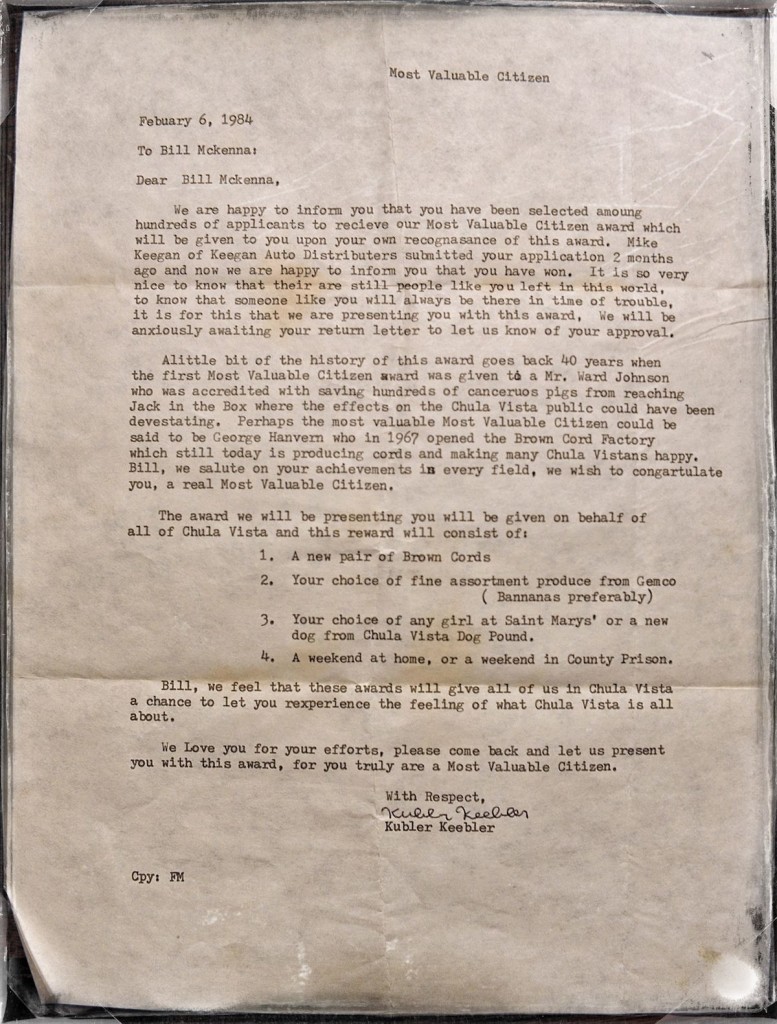 Most Valuable Citizen
Febuary 6, 1984
To Bill Mckenna:
Dear Bill Mckenna,
We are happy to inform you that you have been selected amoung
hundreds of applicants to recieve our Most Valuable Citizen award which
will be given to you upon your own recognasance of this award. Mike
Keegan of Keegan Auto Distributers submitted your application 2 months
ago and now we are happy to inform you that you have won. It is so very
nice to know that their are still people like you left in this world,
to know that someone like you will always be there in time of trouble,
it is for this that we are presenting you with this award, We will be
anxiously awaiting your return letter to let us know of your approval.
Alittle bit of the history of this award goes back 40 years when
the first Most Valuable Citizen award was given to a Mr. Ward Johnson
who was accredited with saving hundreds of canceruos pigs from reaching
Jack in the Box where the effects on the Chula Vista public could have been
devestating. Perhaps the most valuable Most Valuable Citizen could be
said to be George Hanvern who in 1967 opened the Brown Cord Factory
which still today is producing cords and making many Chula Vistans happy.
Bill, we salute on your achievements in every field, we wish to congartulate
you, a real Most Valuable Citizen.
The award we will be presenting you will be given on behalf of
all of Chula Vista and this reward will consist of:
1. A new pair of Brown Cords
2. Your choice of fine assortment produce from Gemco
( Bannanas preferably)
3. Your choice of any girl at Saint Marys' or a new
dog from Chula Vista Dog Pound.
4. A weekend at home, or a weekend in County Prison.
Bill, we feel that these awards will give all of us in Chula Vista
a chance to let you rexperience the feeling of what Chula Vista is all
about.
We Love you for your efforts, please come back and let us present
you with this award, for you truly are a Most Valuable Citizen.
With Respect,
Kubler Keebler
Kubler Keebler
Cpy: FM